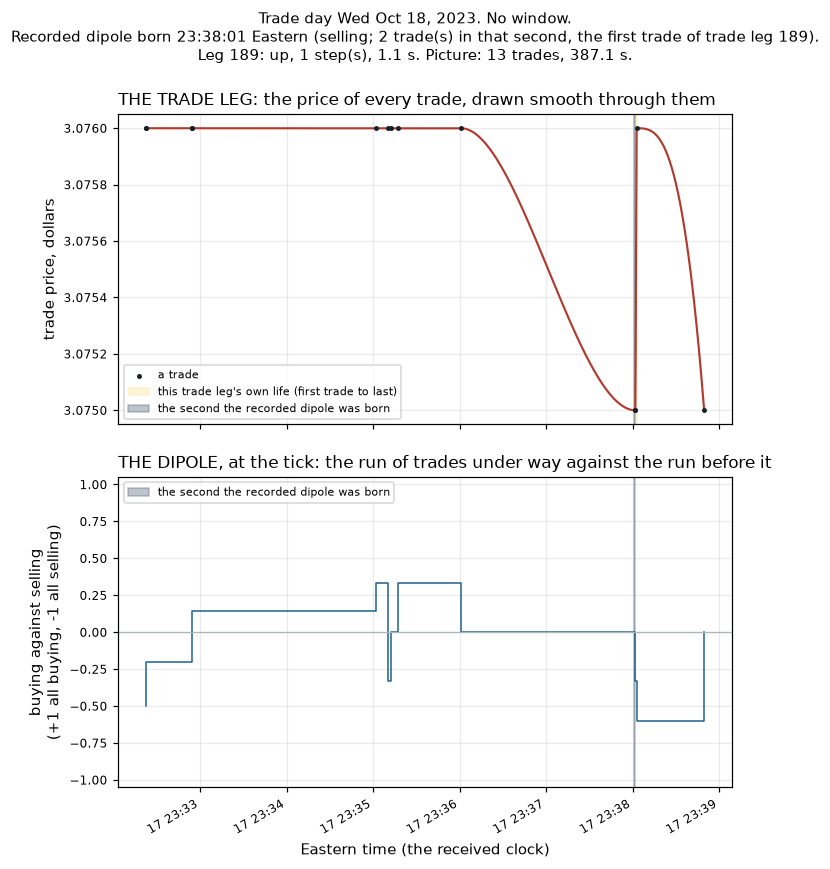 Trade day Wed Oct 18, 2023. No window.
Recorded dipole born 23:38:01 Eastern (selling; 2 trade(s) in that second, the first trade of trade leg 189).
Leg 189: up, 1 step(s), 1.1 s. Picture: 13 trades, 387.1 s.
THE TRADE LEG: the price of every trade, drawn smooth through them
trade price, dollars
3.0760
3.0758
3.0756
3.0754
3.0752
3.0750
a trade
this trade leg's own life (first trade to last)
the second the recorded dipole was born
THE DIPOLE, at the tick: the run of trades under way against the run before it
buying against selling
(+1 all buying, -1 all selling)
1.00
0.75
0.50
0.25
0.00
−0.25
−0.50
−0.75
−1.00
the second the recorded dipole was born
17 23:33
17 23:34
17 23:35
17 23:36
17 23:37
17 23:38
17 23:39
Eastern time (the received clock)